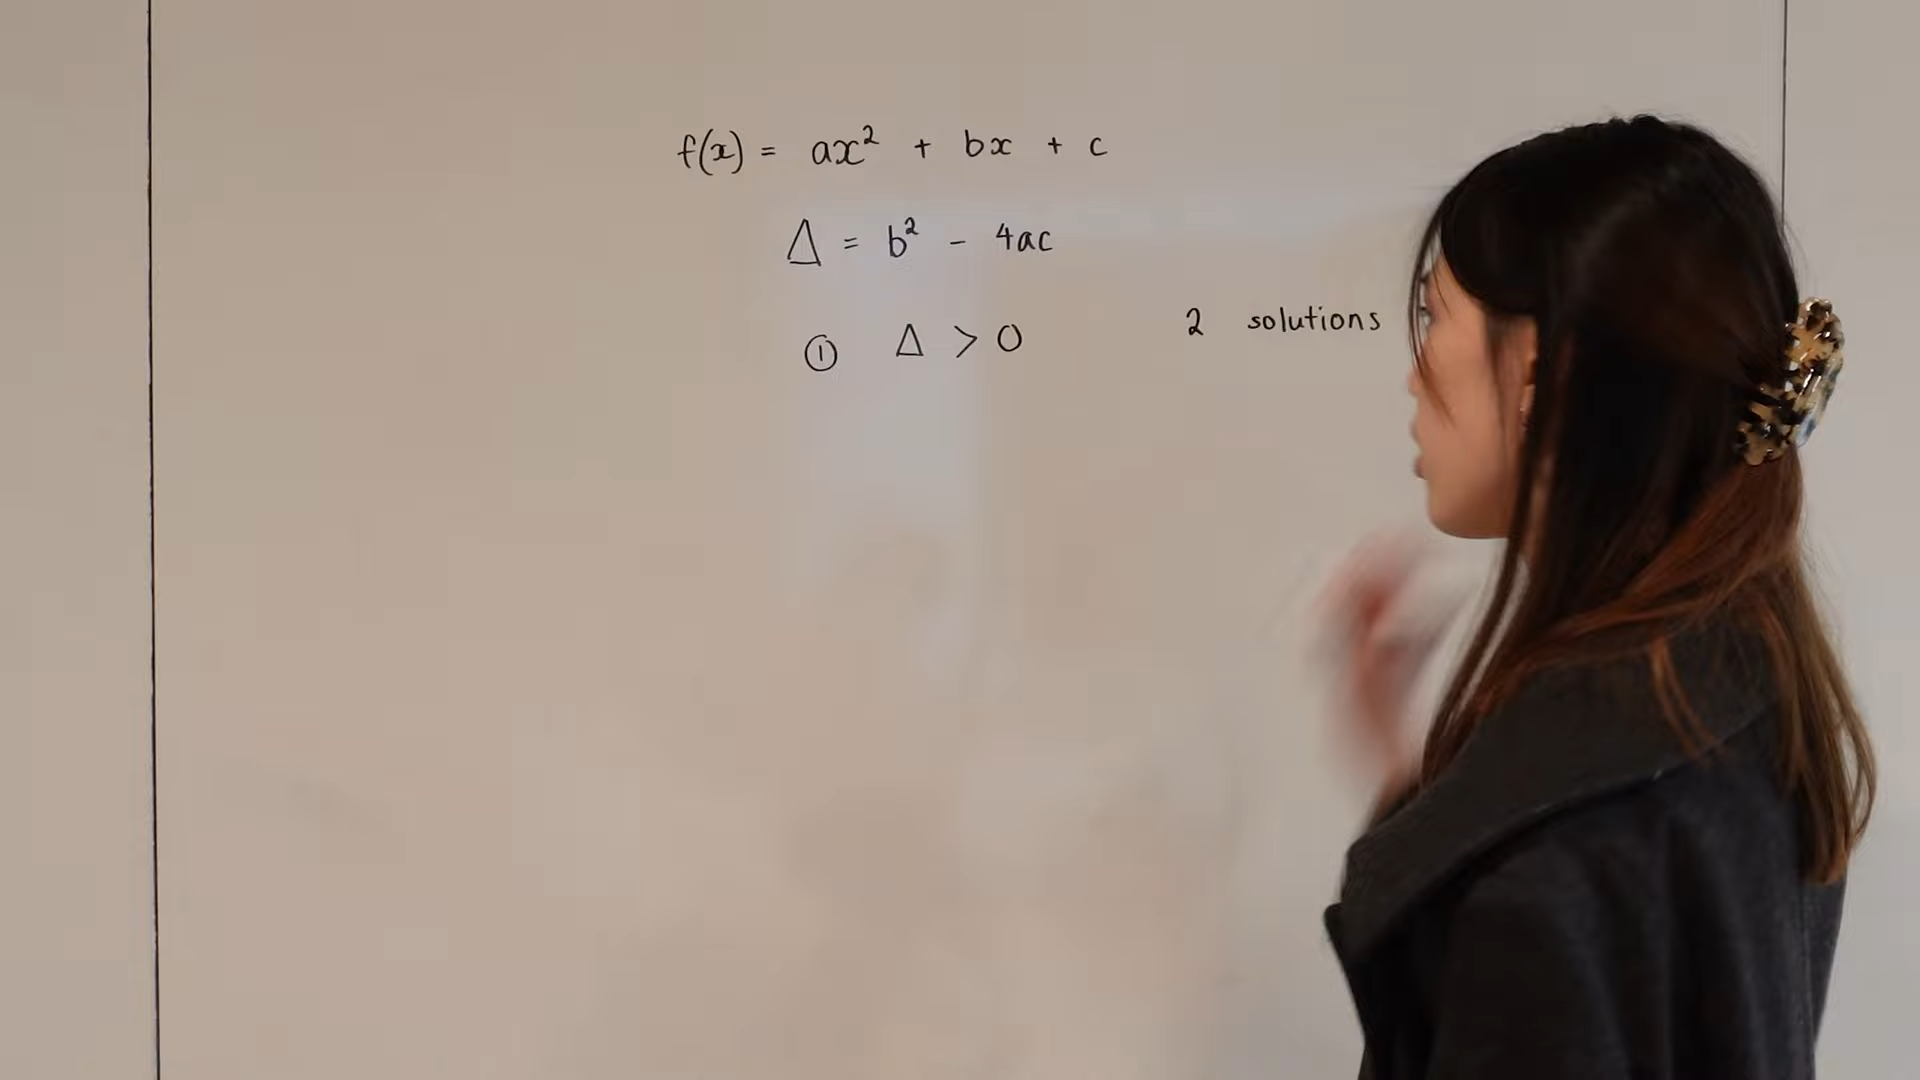 f(x) = ax² + bx + c
Δ = b² - 4ac
① Δ > 0 2 solutions